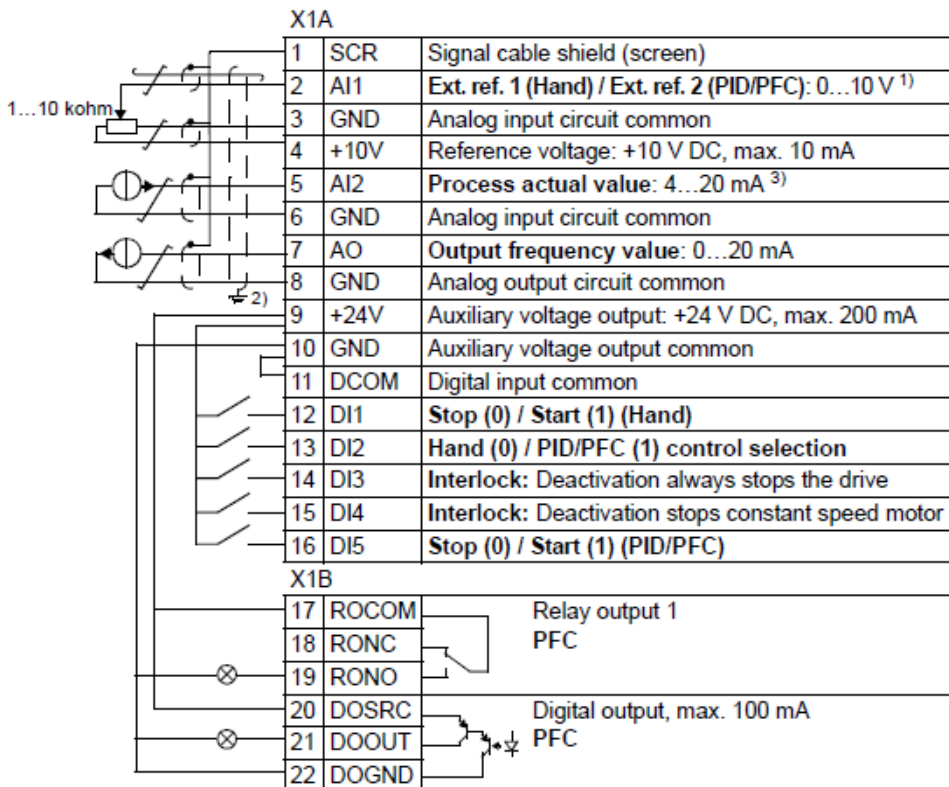 X1A
1 SCR Signal cable shield (screen)
2 AI1 Ext. ref. 1 (Hand) / Ext. ref. 2 (PID/PFC): 0…10 V 1)
1…10 kohm
3 GND Analog input circuit common
4 +10V Reference voltage: +10 V DC, max. 10 mA
5 AI2 Process actual value: 4…20 mA 3)
6 GND Analog input circuit common
7 AO Output frequency value: 0…20 mA
8 GND Analog output circuit common
2)
9 +24V Auxiliary voltage output: +24 V DC, max. 200 mA
10 GND Auxiliary voltage output common
11 DCOM Digital input common
12 DI1 Stop (0) / Start (1) (Hand)
13 DI2 Hand (0) / PID/PFC (1) control selection
14 DI3 Interlock: Deactivation always stops the drive
15 DI4 Interlock: Deactivation stops constant speed motor
16 DI5 Stop (0) / Start (1) (PID/PFC)
X1B
17 ROCOM Relay output 1
18 RONC PFC
19 RONO
20 DOSRC Digital output, max. 100 mA
21 DOOUT PFC
22 DOGND